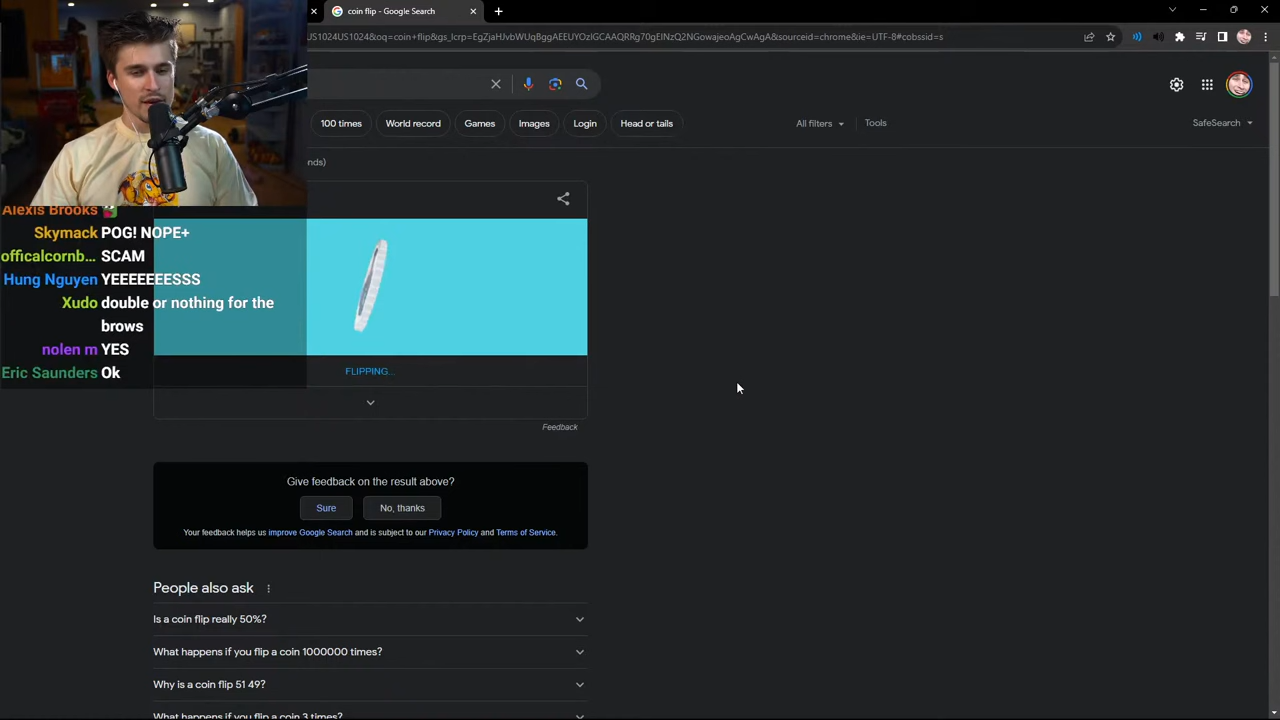 coin flip - Google Search
US1024US1024&oq=coin+flip&gs_lcrp=EgZjaHJvbWUqBggAEEUYOzIGCAAQRRg70gEINzQ2NGowajeoAgCwAgA&sourceid=chrome&ie=UTF-8#cobssid=s
100 times
World record
Games
Images
Login
Head or tails
All filters
Tools
SafeSearch
nds)
Alexis Brooks
Skymack POG! NOPE+
officalcornb... SCAM
Hung Nguyen YEEEEEEESSS
Xudo double or nothing for the
brows
nolen m YES
Eric Saunders Ok
FLIPPING...
Feedback
Give feedback on the result above?
Sure
No, thanks
Your feedback helps us improve Google Search and is subject to our Privacy Policy and Terms of Service.
People also ask
Is a coin flip really 50%?
What happens if you flip a coin 1000000 times?
Why is a coin flip 51 49?
What happens if you flip a coin 3 times?